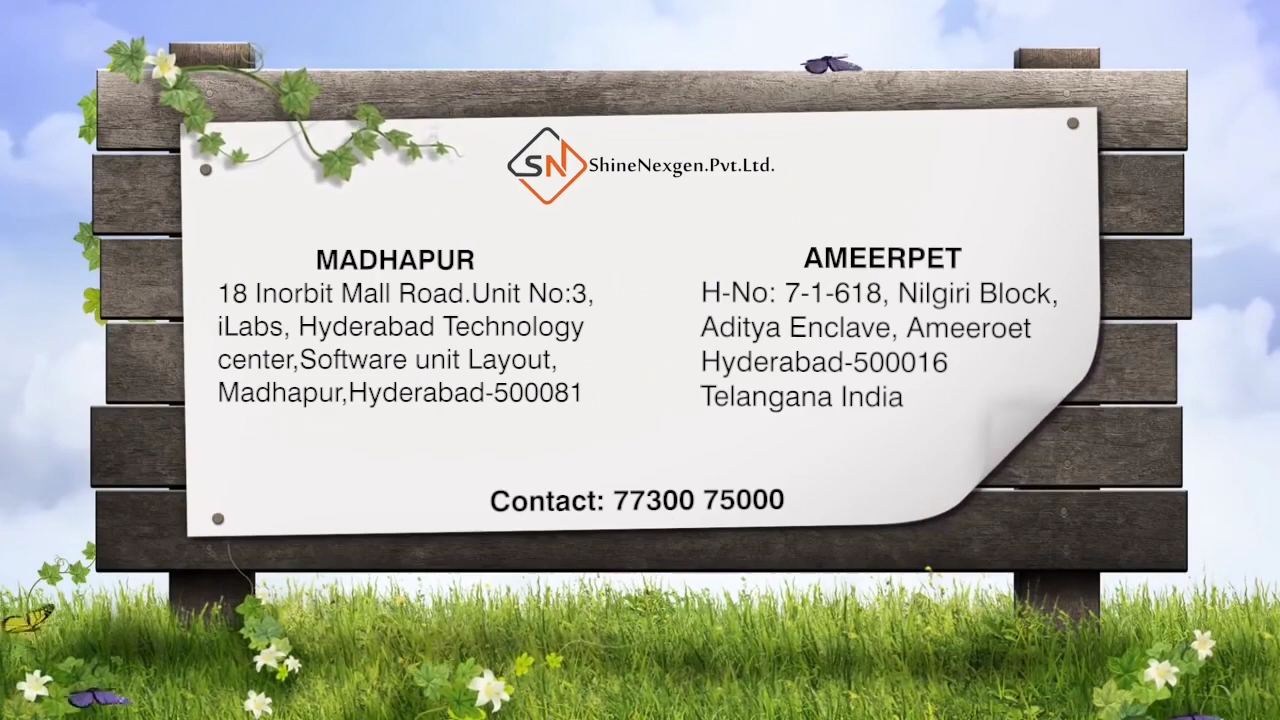 SN ShineNexgen.Pvt.Ltd.
MADHAPUR
18 Inorbit Mall Road.Unit No:3,
iLabs, Hyderabad Technology
center,Software unit Layout,
Madhapur,Hyderabad-500081
AMEERPET
H-No: 7-1-618, Nilgiri Block,
Aditya Enclave, Ameeroet
Hyderabad-500016
Telangana India
Contact: 77300 75000